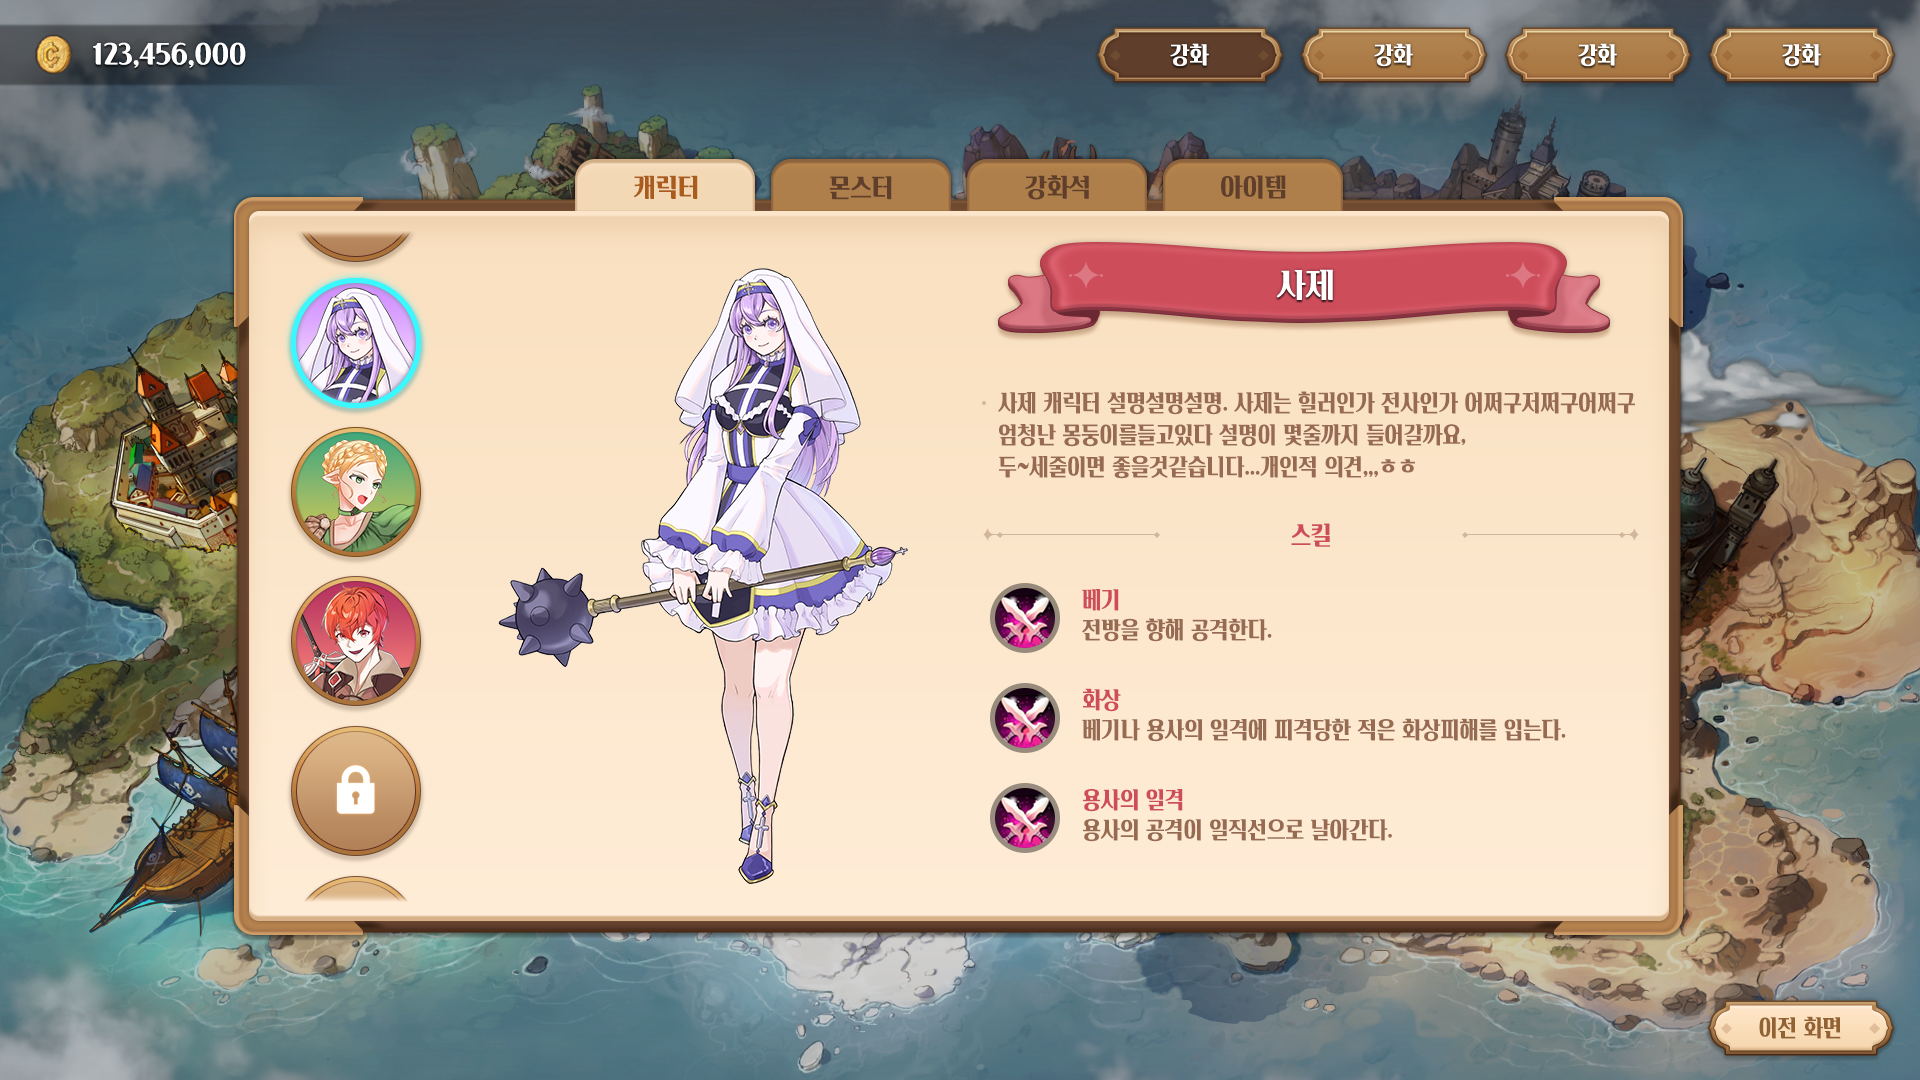 123,456,000
강화
강화
강화
강화
캐릭터
몬스터
강화석
아이템
사제
· 사제 캐릭터 설명설명설명. 사제는 힐러인가 전사인가 어쩌구저쩌구어쩌구
엄청난 몽둥이를들고있다 설명이 몇줄까지 들어갈까요,
두~세줄이면 좋을것같습니다...개인적 의견,,,ㅎㅎ
스킬
베기
전방을 향해 공격한다.
화상
베기나 용사의 일격에 피격당한 적은 화상피해를 입는다.
용사의 일격
용사의 공격이 일직선으로 날아간다.
이전 화면